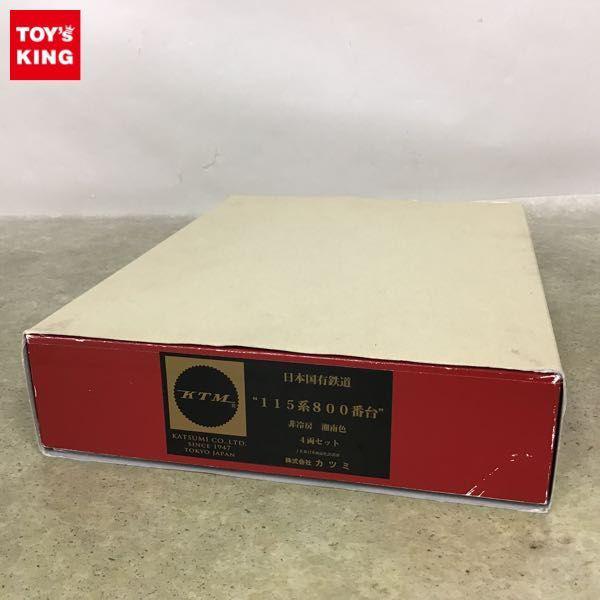 TOY's
KING
KTM
KATSUMI CO., LTD.
SINCE 1947
TOKYO JAPAN
日本国有鉄道
"115系800番台"
非冷房 湘南色
4両セット
株式会社 カツミ